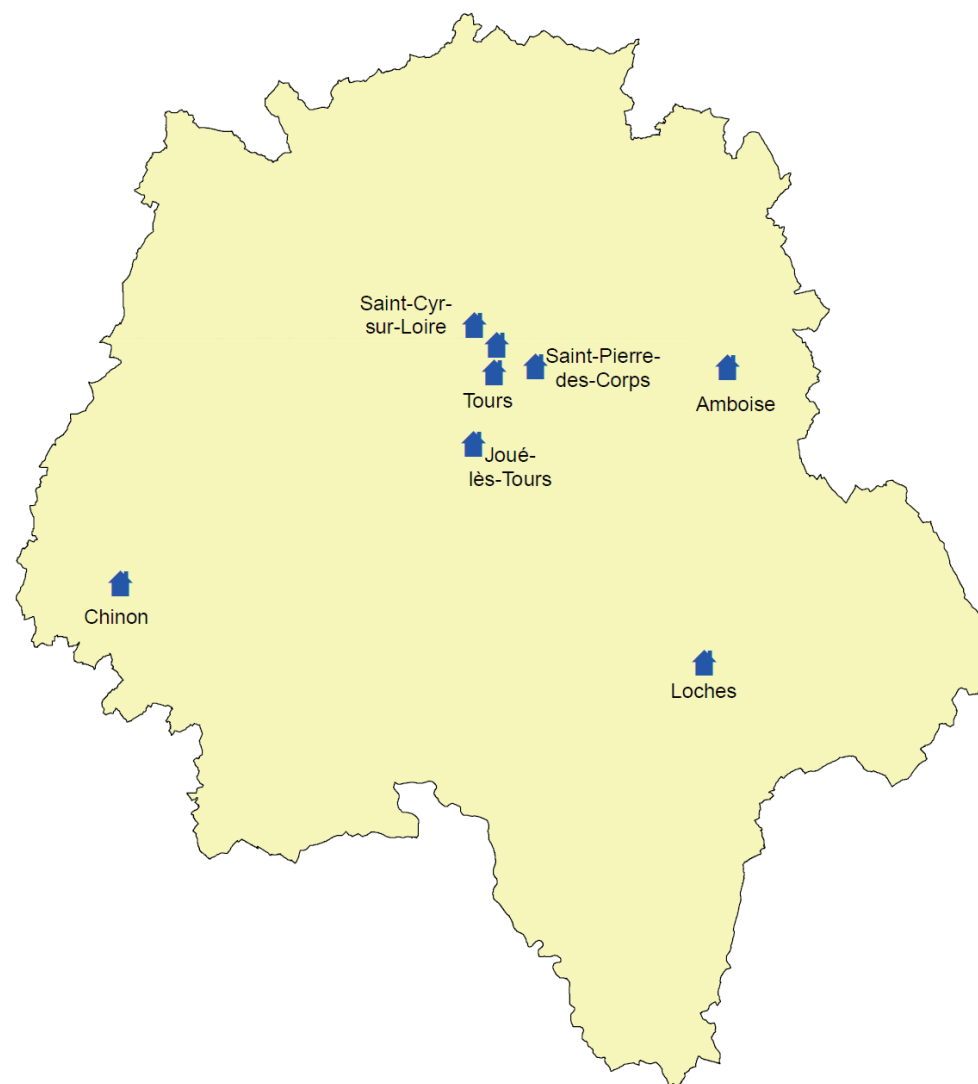 Saint-Cyr-
sur-Loire
Saint-Pierre-
des-Corps
Tours
Amboise
Joué-
lès-Tours
Chinon
Loches